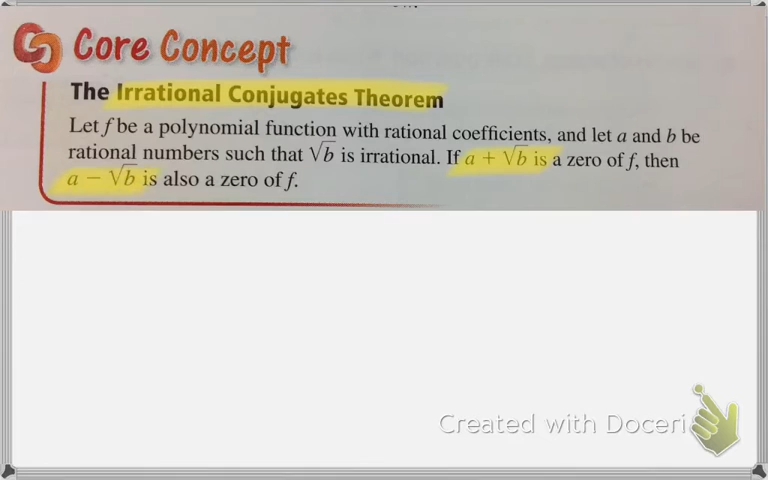 Core Concept
The Irrational Conjugates Theorem
Let f be a polynomial function with rational coefficients, and let a and b be
rational numbers such that √b is irrational. If a + √b is a zero of f, then
a − √b is also a zero of f.
Created with Doceri